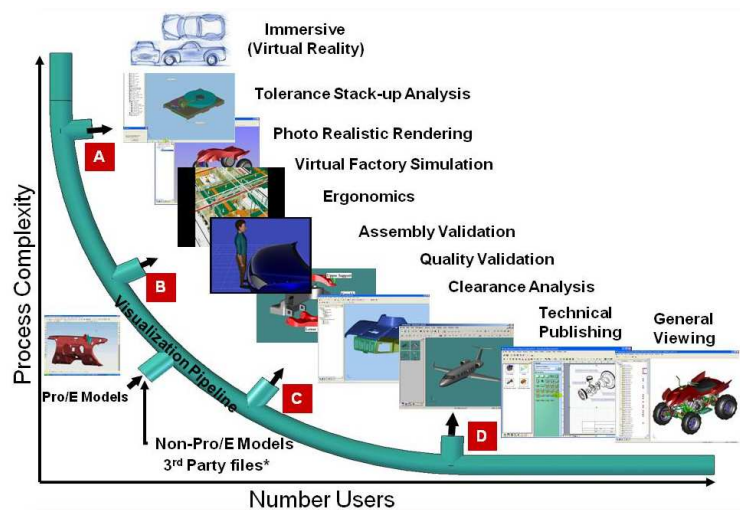 Immersive
(Virtual Reality)
Tolerance Stack-up Analysis
Photo Realistic Rendering
Virtual Factory Simulation
Ergonomics
Assembly Validation
Quality Validation
Clearance Analysis
Technical
Publishing
General
Viewing
A
B
C
D
Process Complexity
Visualization Pipeline
Pro/E Models
Non-Pro/E Models
3rd Party files*
Number Users